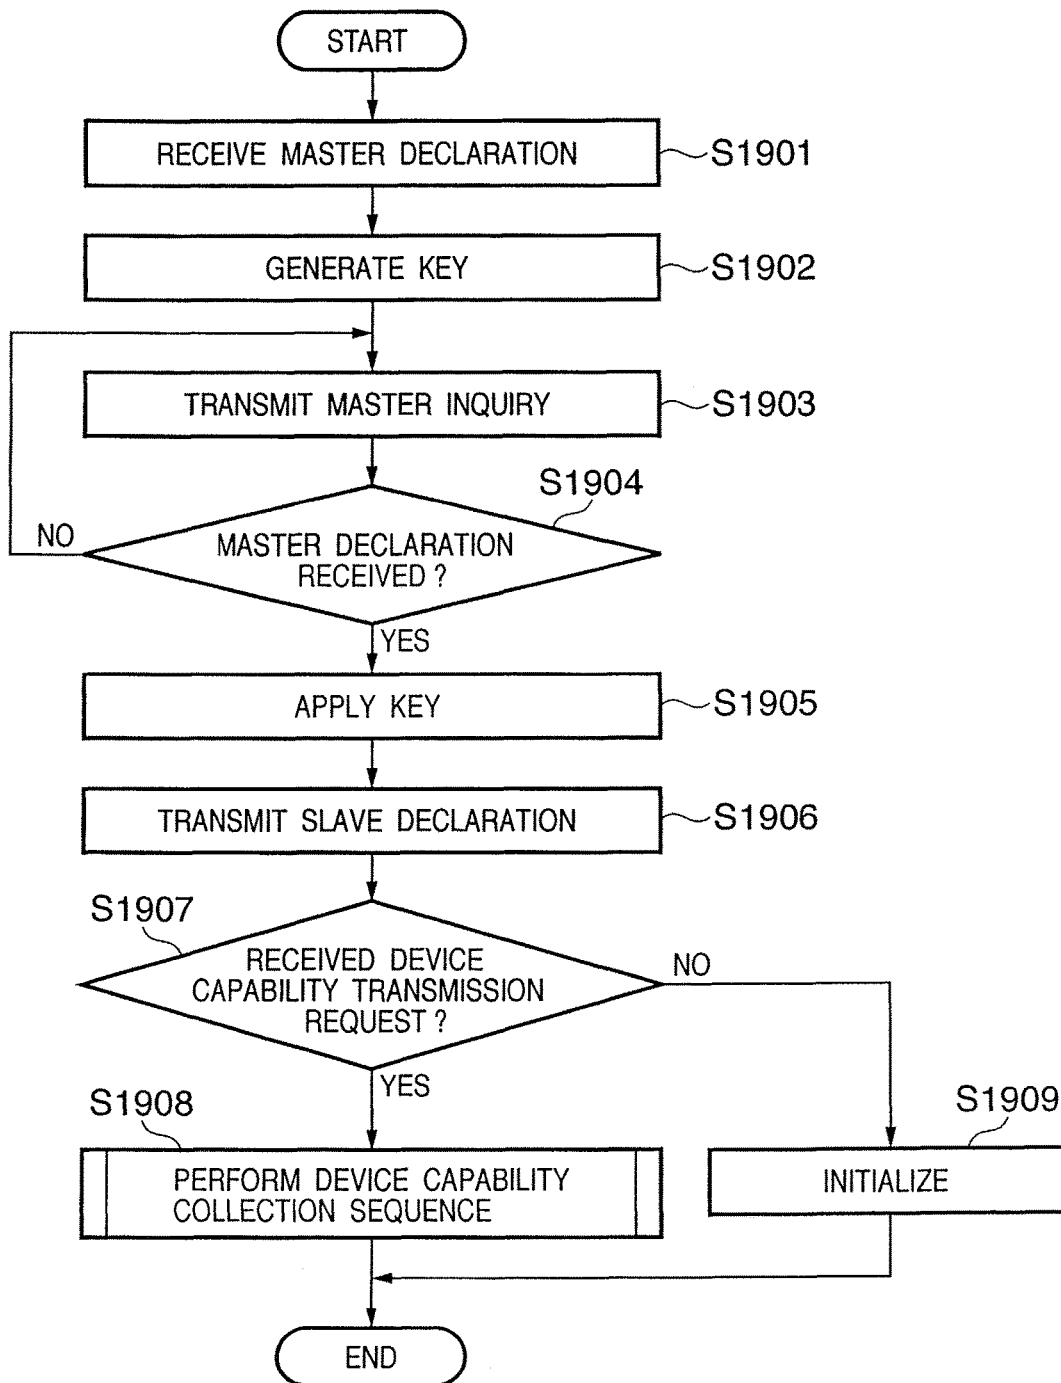 START
RECEIVE MASTER DECLARATION
S1901
GENERATE KEY
S1902
TRANSMIT MASTER INQUIRY
S1903
S1904
NO
MASTER DECLARATION
RECEIVED ?
YES
APPLY KEY
S1905
TRANSMIT SLAVE DECLARATION
S1906
S1907
RECEIVED DEVICE
CAPABILITY TRANSMISSION
REQUEST ?
NO
YES
S1908
S1909
PERFORM DEVICE CAPABILITY
COLLECTION SEQUENCE
INITIALIZE
END